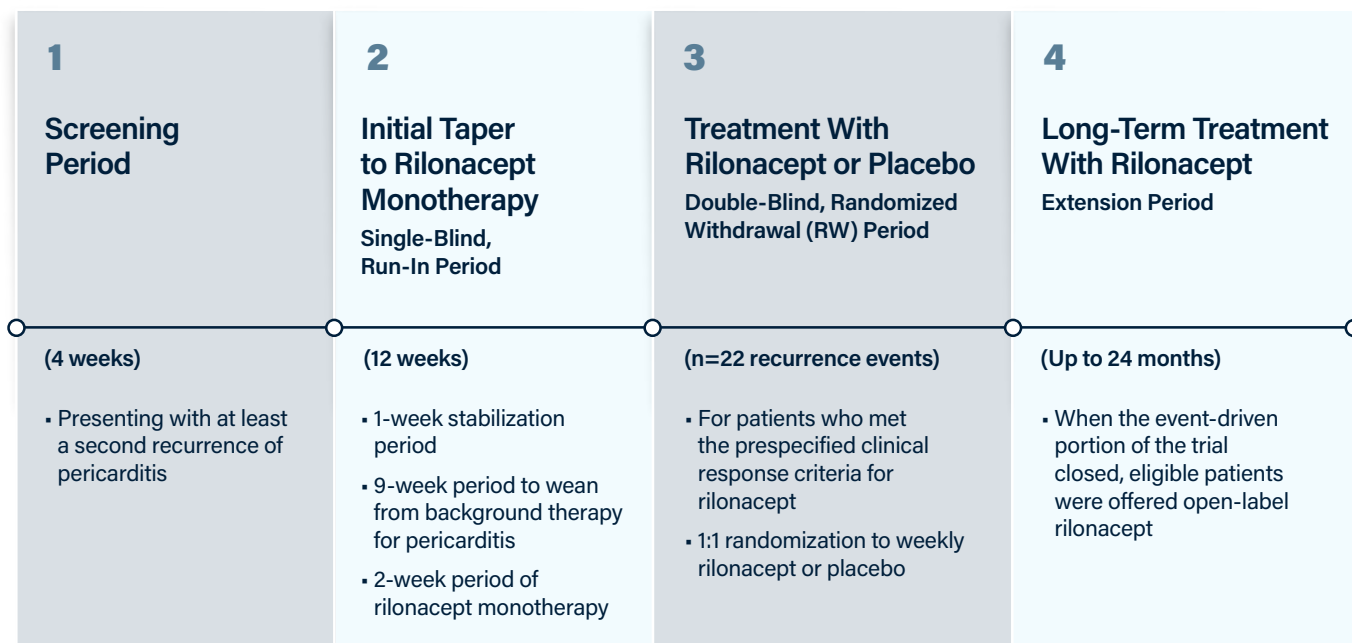 1
Screening
Period
(4 weeks)
▪ Presenting with at least
a second recurrence of
pericarditis
2
Initial Taper
to Rilonacept
Monotherapy
Single-Blind,
Run-In Period
(12 weeks)
▪ 1-week stabilization
period
▪ 9-week period to wean
from background therapy
for pericarditis
▪ 2-week period of
rilonacept monotherapy
3
Treatment With
Rilonacept or Placebo
Double-Blind, Randomized
Withdrawal (RW) Period
(n=22 recurrence events)
▪ For patients who met
the prespecified clinical
response criteria for
rilonacept
▪ 1:1 randomization to weekly
rilonacept or placebo
4
Long-Term Treatment
With Rilonacept
Extension Period
(Up to 24 months)
▪ When the event-driven
portion of the trial
closed, eligible patients
were offered open-label
rilonacept